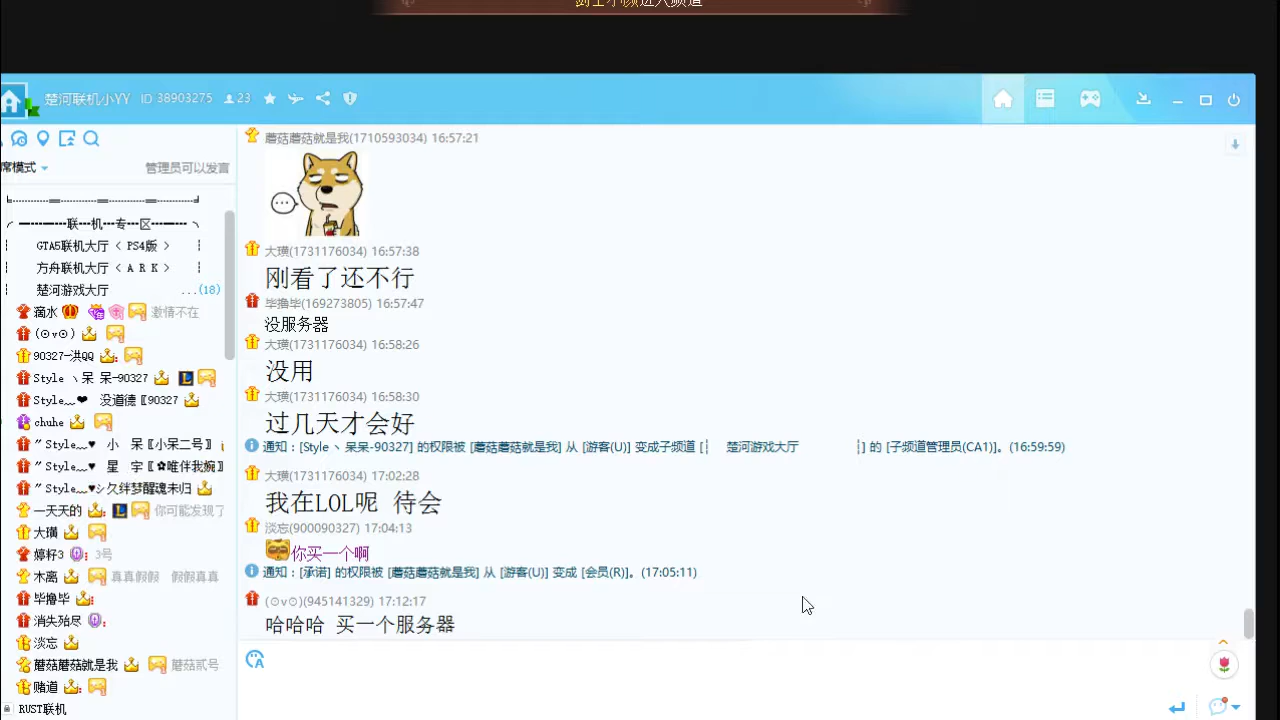 进入频道
楚河联机小YY ID 38903275 23
席模式 管理员可以发言
联---机---专---区
GTA5联机大厅 < PS4版 >
方舟联机大厅 < A R K >
楚河游戏大厅 ...(18)
滴水 激情不在
(⊙v⊙)
90327-洪QQ
Style 丶呆 呆-90327
Style﹏❤ 没道德〖90327
chuhe
〞Style﹏♥ 小 呆〖小呆二号〗
〞Style﹏♥ 星 宇〖✿唯伴我婉〗
〞Style﹏♥シ久绊梦醒魂未归
一天天的 你可能发现了
大璜
婷籽3 3号
木离 真真假假 假假真真
毕撸毕
消失殆尽
淡忘
蘑菇蘑菇就是我 蘑菇贰号
赌道
RUST联机
蘑菇蘑菇就是我(1710593034) 16:57:21
大璜(1731176034) 16:57:38
刚看了还不行
毕撸毕(169273805) 16:57:47
没服务器
大璜(1731176034) 16:58:26
没用
大璜(1731176034) 16:58:30
过几天才会好
通知：[Style丶 呆呆-90327] 的权限被 [蘑菇蘑菇就是我] 从 [游客(U)] 变成子频道 [┆ 楚河游戏大厅 ┆] 的 [子频道管理员(CA1)]。(16:59:59)
大璜(1731176034) 17:02:28
我在LOL呢 待会
淡忘(900090327) 17:04:13
你买一个啊
通知：[承诺] 的权限被 [蘑菇蘑菇就是我] 从 [游客(U)] 变成 [会员(R)]。(17:05:11)
(⊙v⊙)(945141329) 17:12:17
哈哈哈 买一个服务器